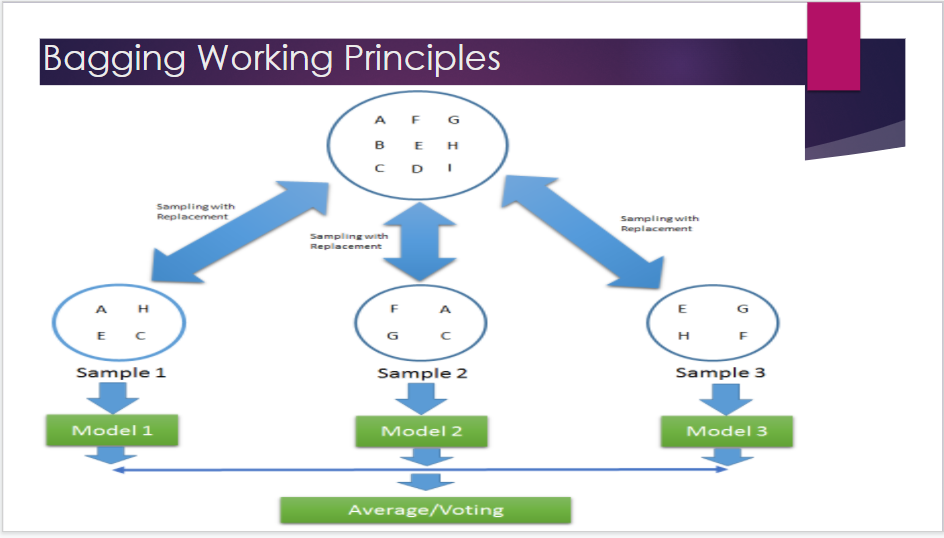 Bagging Working Principles
A F G
B E H
C D I
Sampling with
Replacement
Sampling with
Replacement
Sampling with
Replacement
A H
E C
Sample 1
F A
G C
Sample 2
E G
H F
Sample 3
Model 1
Model 2
Model 3
Average/Voting